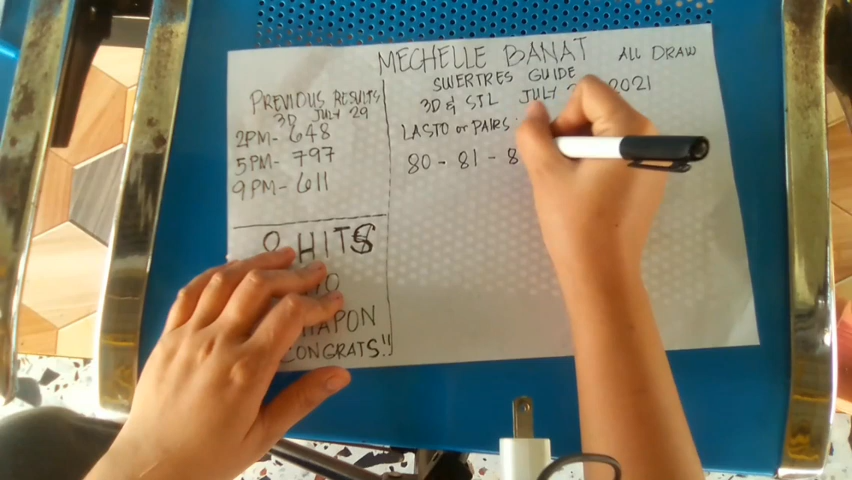 MECHELLE BANAT
ALL DRAW
SWERTRES GUIDE
3D & STL JULY 2021
LASTO or PAIRS
80 - 81 - 8
PREVIOUS RESULTS
3D JULY 29
2PM- 648
5PM- 797
9PM- 611
HITS
CONGRATS!!